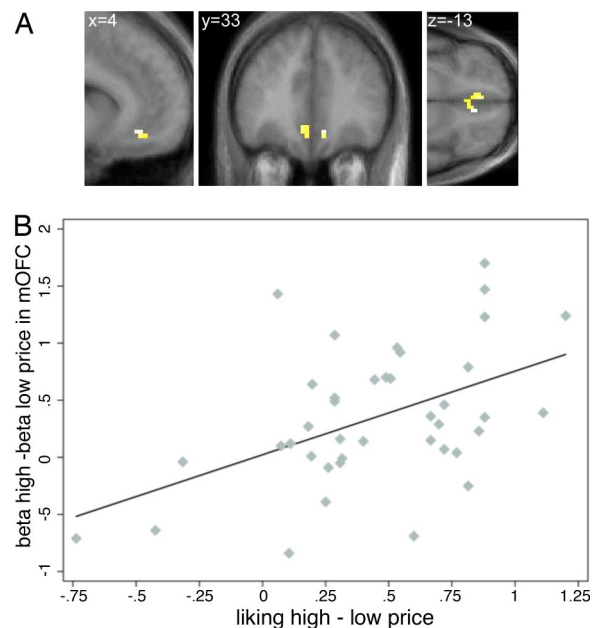 A
x=4
y=33
z=-13
B
beta high -beta low price in mOFC
2
1.5
1
.5
0
-.5
-1
-.75
-.5
-.25
0
.25
.5
.75
1
1.25
liking high - low price